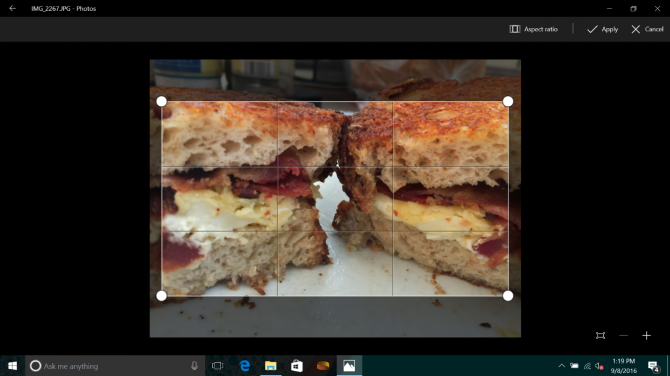 IMG_2267.JPG - Photos
Aspect ratio
Apply
Cancel
Ask me anything
1:19 PM
9/8/2016